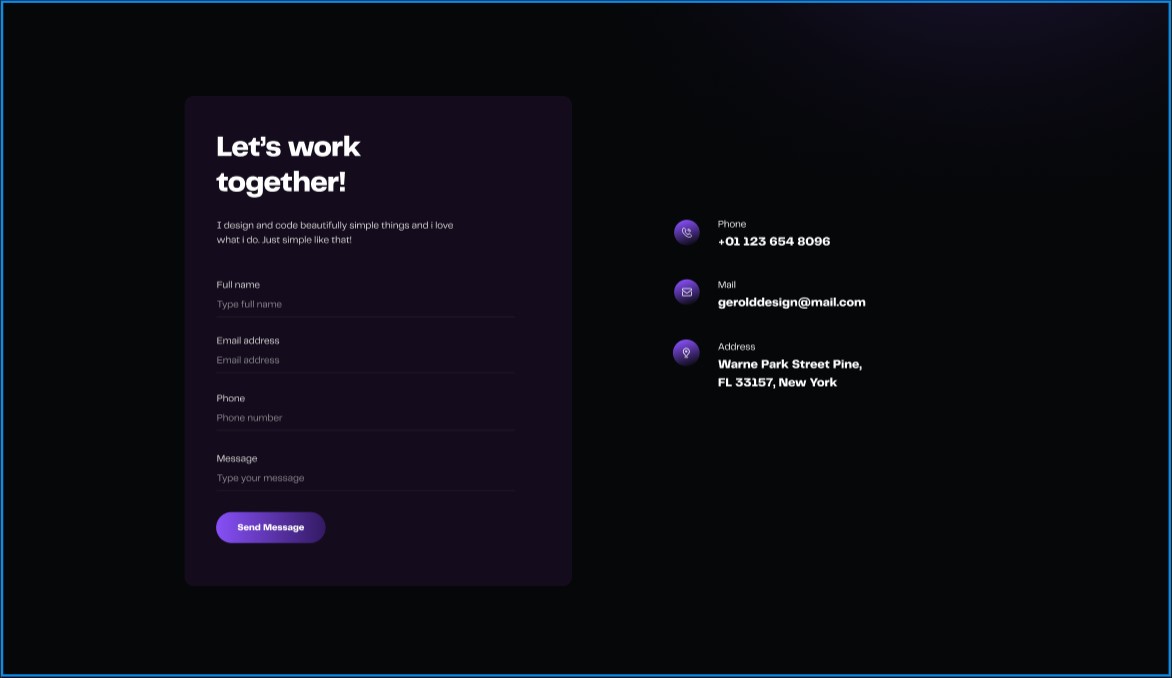 Let's work
together!
I design and code beautifully simple things and i love
what i do. Just simple like that!
Full name
Type full name
Email address
Email address
Phone
Phone number
Message
Type your message
Send Message
Phone
+01 123 654 8096
Mail
gerolddesign@mail.com
Address
Warne Park Street Pine,
FL 33157, New York